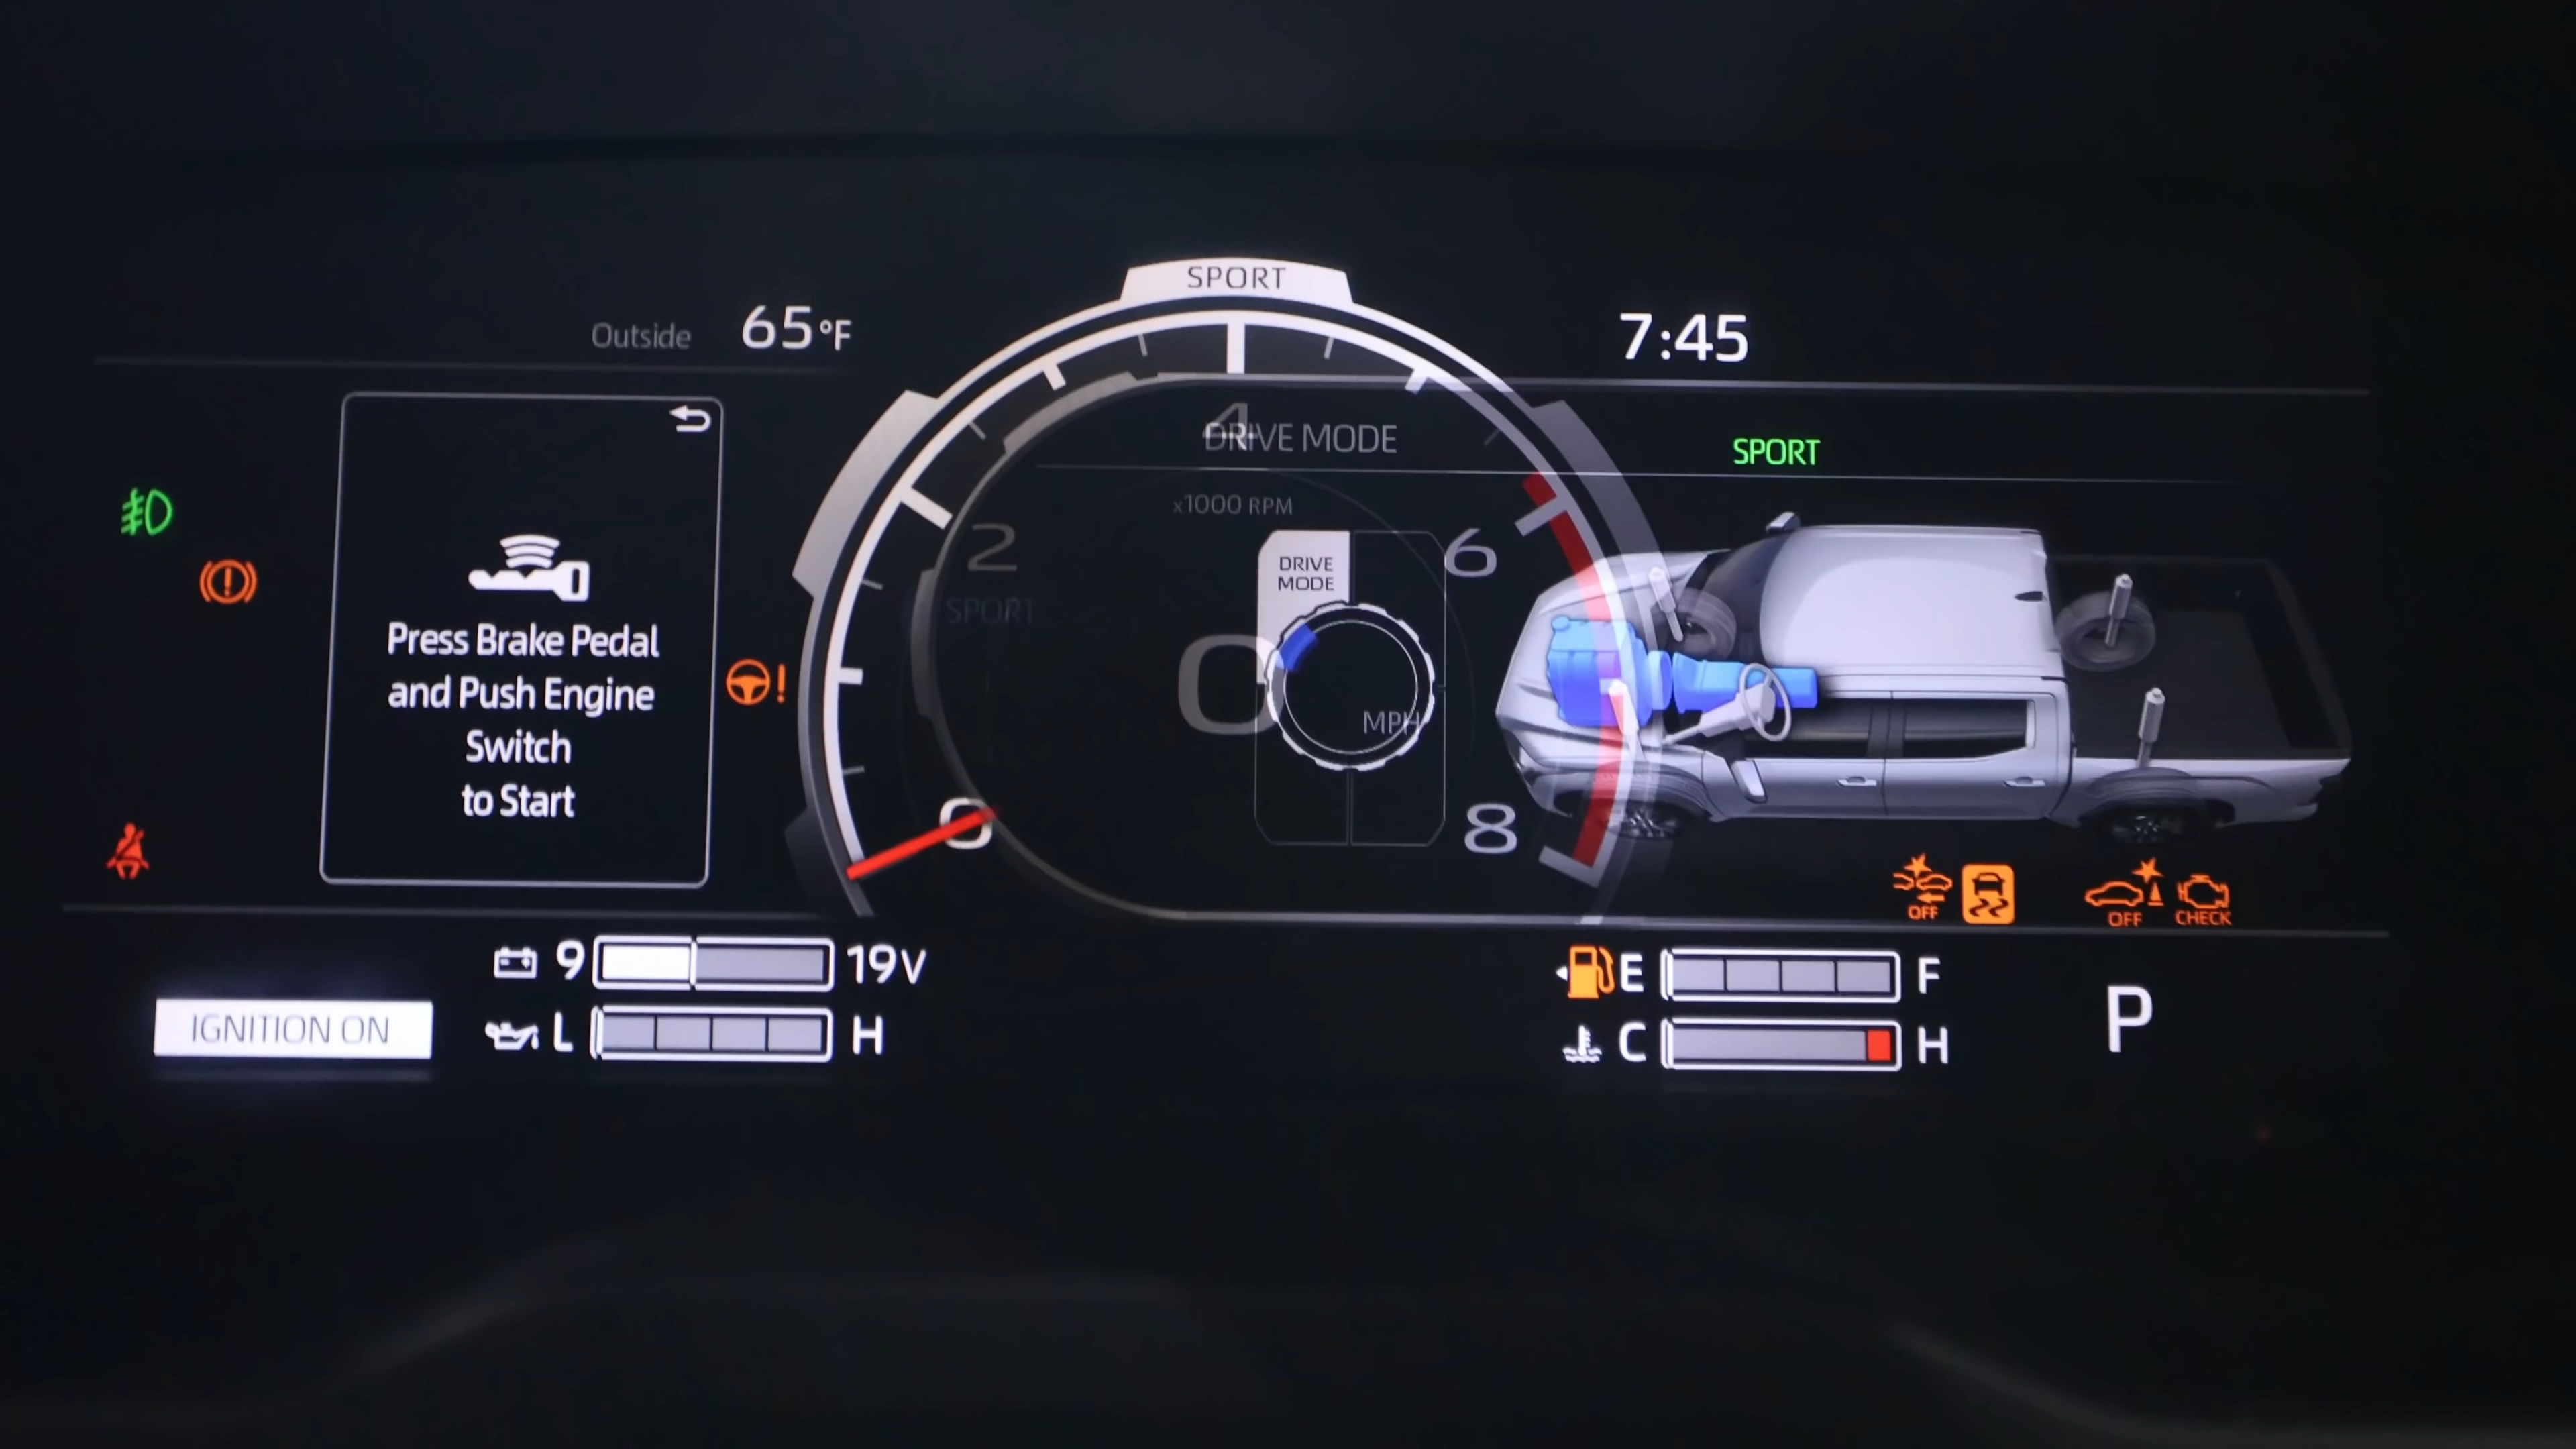 SPORT
Outside 65°F
7:45
DRIVE MODE
SPORT
4
x1000 RPM
2
6
SPORT
DRIVE
MODE
Press Brake Pedal
and Push Engine
Switch
to Start
0
MPH
0
8
OFF
OFF
CHECK
9 19V
E F
IGNITION ON
L H
C H
P